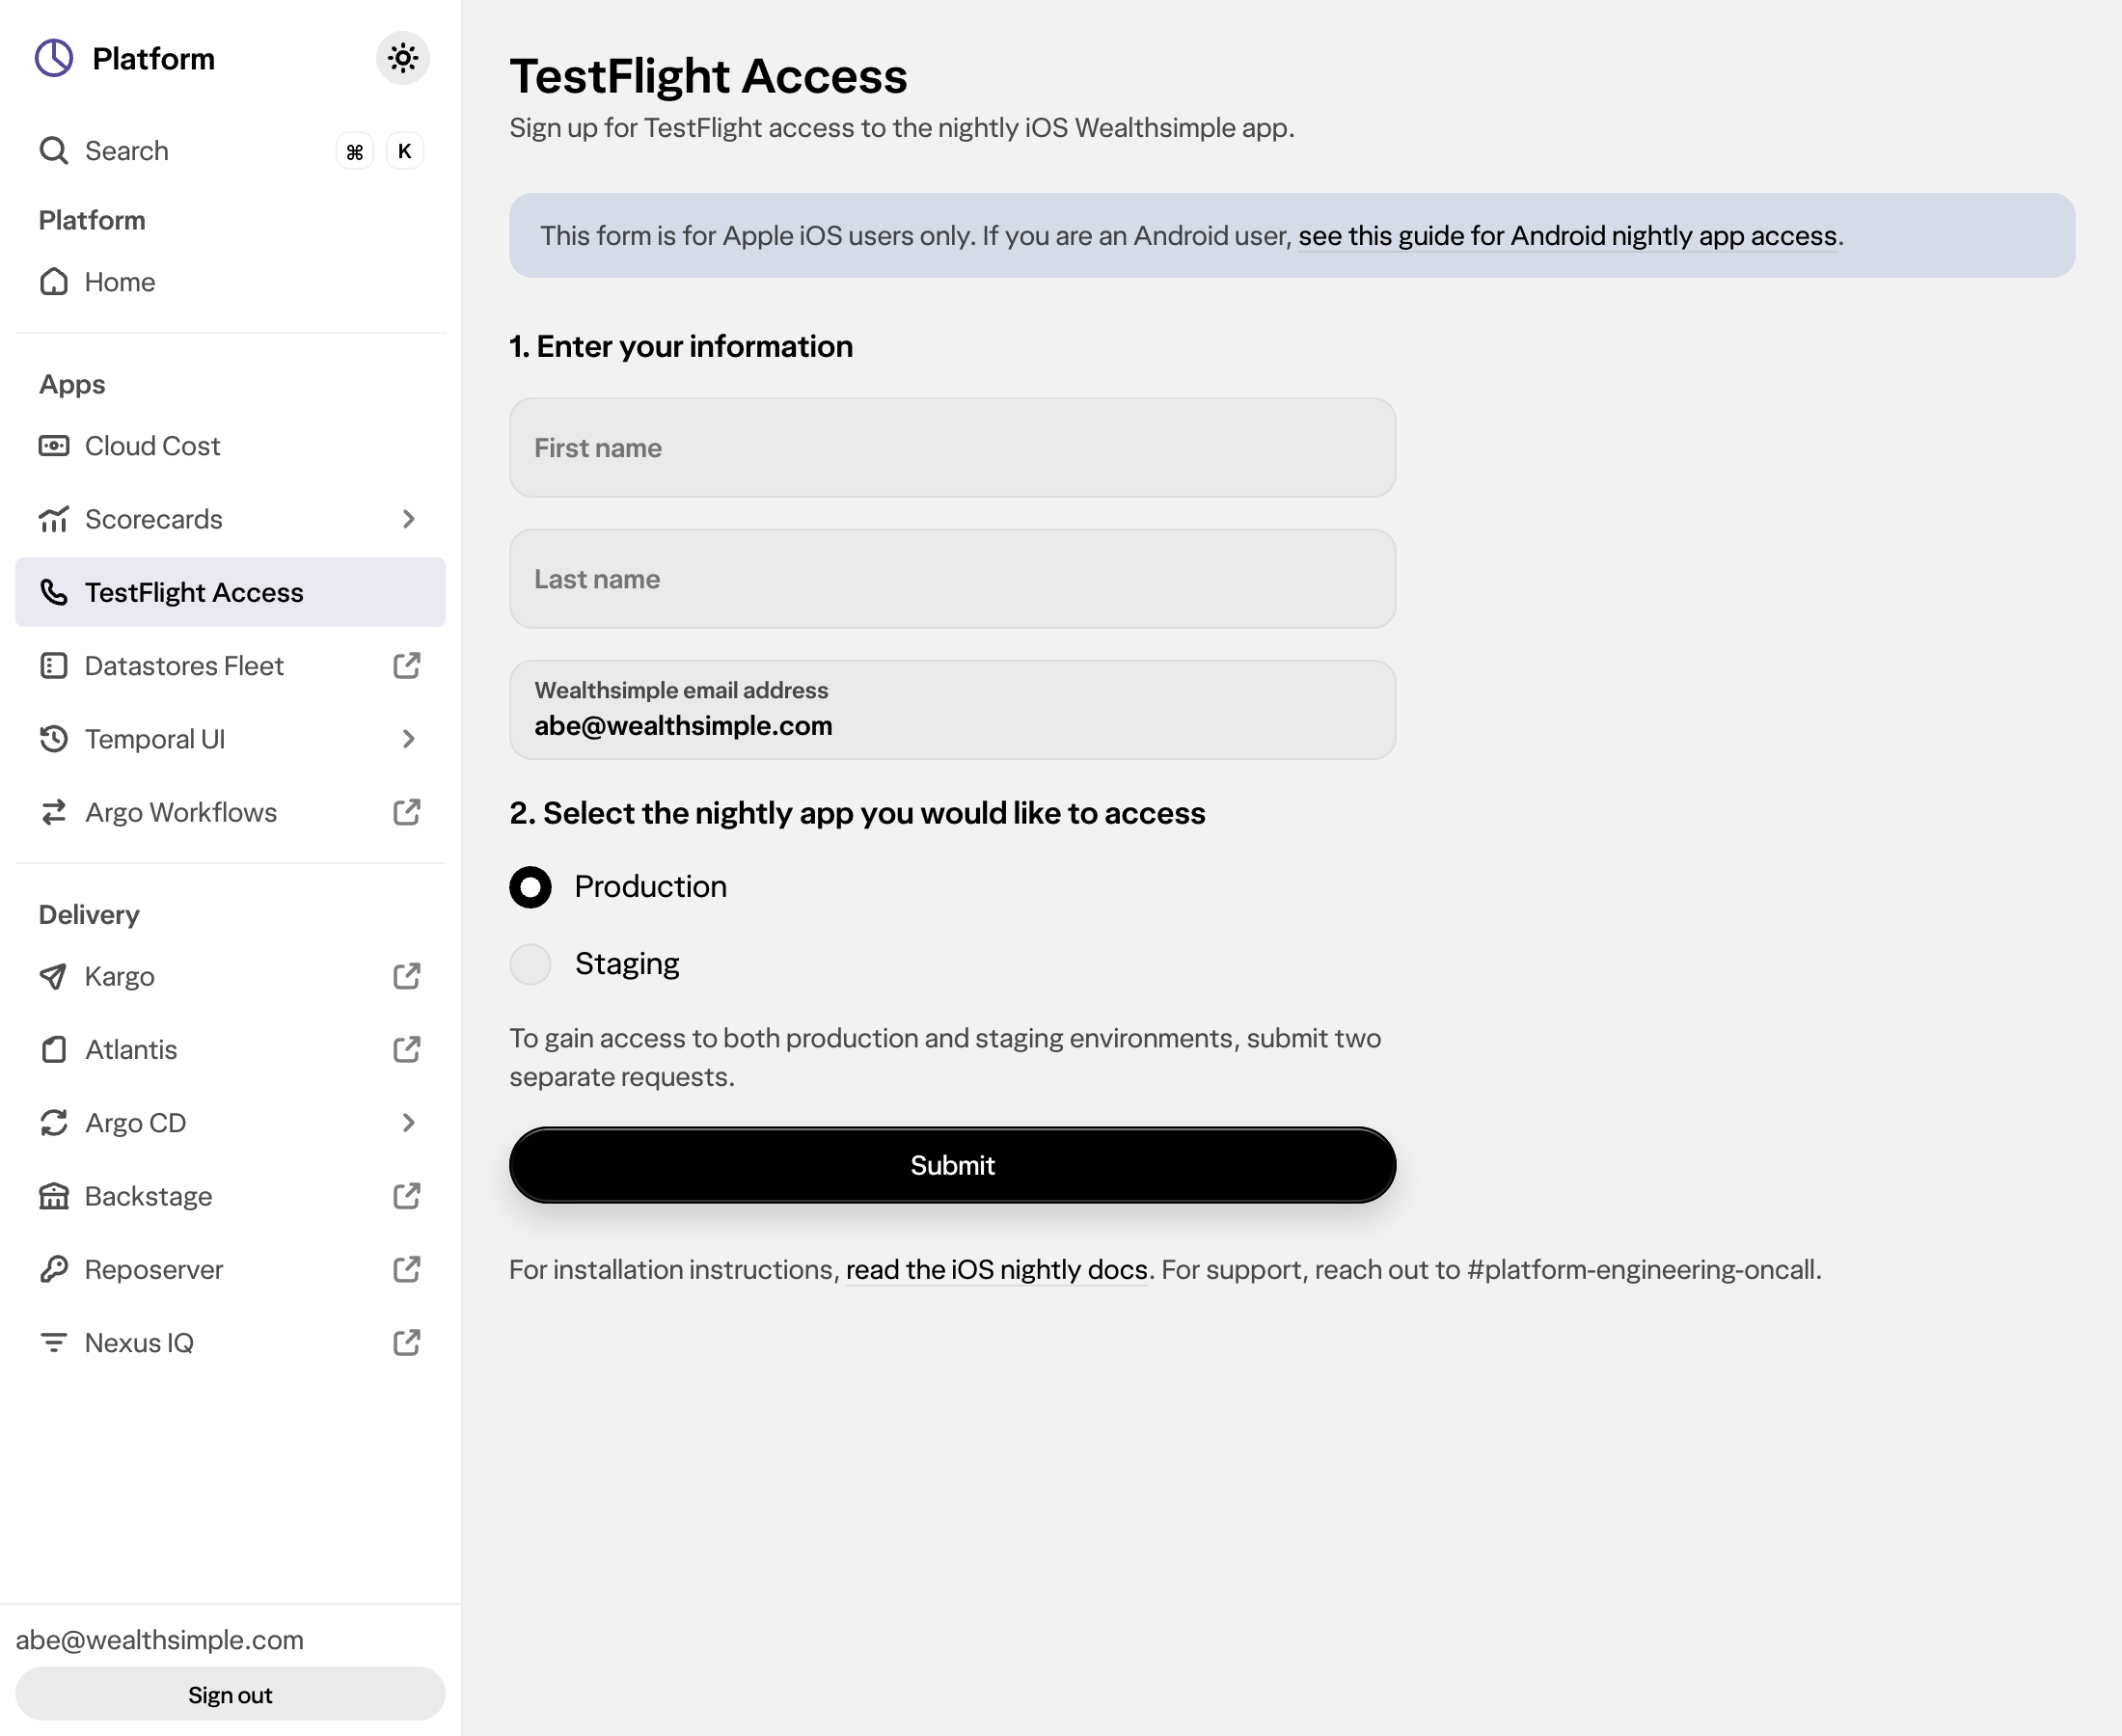 Platform
Search
⌘ K
Platform
Home
Apps
Cloud Cost
Scorecards
TestFlight Access
Datastores Fleet
Temporal UI
Argo Workflows
Delivery
Kargo
Atlantis
Argo CD
Backstage
Reposerver
Nexus IQ
abe@wealthsimple.com
Sign out
TestFlight Access
Sign up for TestFlight access to the nightly iOS Wealthsimple app.
This form is for Apple iOS users only. If you are an Android user, see this guide for Android nightly app access.
1. Enter your information
First name
Last name
Wealthsimple email address
abe@wealthsimple.com
2. Select the nightly app you would like to access
Production
Staging
To gain access to both production and staging environments, submit two
separate requests.
Submit
For installation instructions, read the iOS nightly docs. For support, reach out to #platform-engineering-oncall.